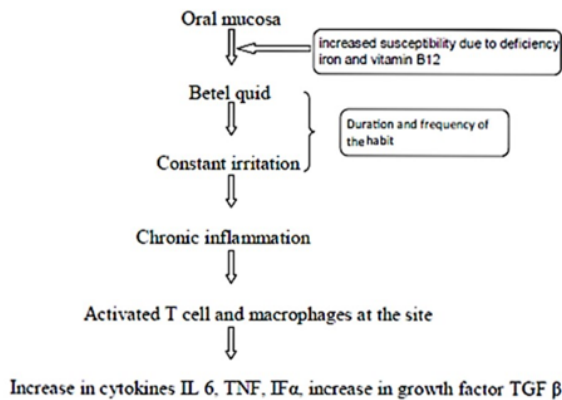 Oral mucosa
increased susceptibility due to deficiency
iron and vitamin B12
Betel quid
Duration and frequency of
the habit
Constant irritation
Chronic inflammation
Activated T cell and macrophages at the site
Increase in cytokines IL 6, TNF, IFα, increase in growth factor TGF β